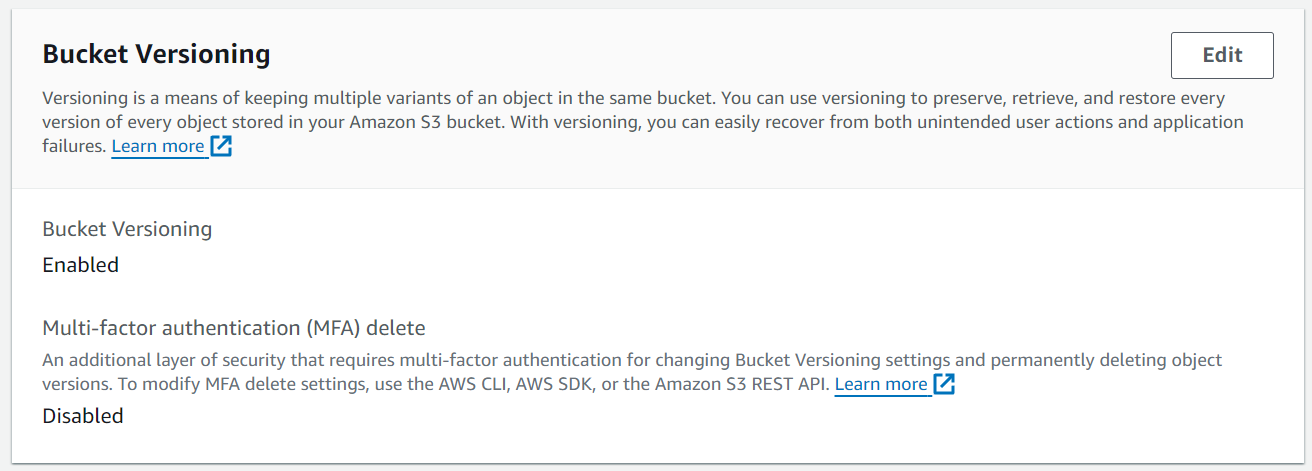 Bucket Versioning
Edit
Versioning is a means of keeping multiple variants of an object in the same bucket. You can use versioning to preserve, retrieve, and restore every
version of every object stored in your Amazon S3 bucket. With versioning, you can easily recover from both unintended user actions and application
failures. Learn more
Bucket Versioning
Enabled
Multi-factor authentication (MFA) delete
An additional layer of security that requires multi-factor authentication for changing Bucket Versioning settings and permanently deleting object
versions. To modify MFA delete settings, use the AWS CLI, AWS SDK, or the Amazon S3 REST API. Learn more
Disabled